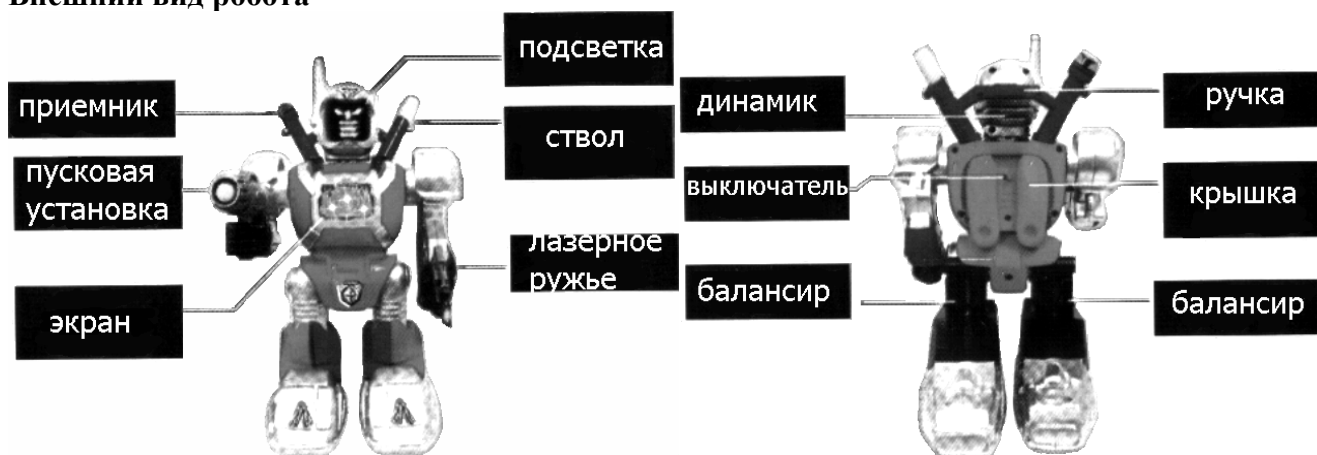 Внешний вид робота
подсветка
приемник
ствол
пусковая
установка
лазерное
ружье
экран
динамик
ручка
выключатель
крышка
балансир
балансир